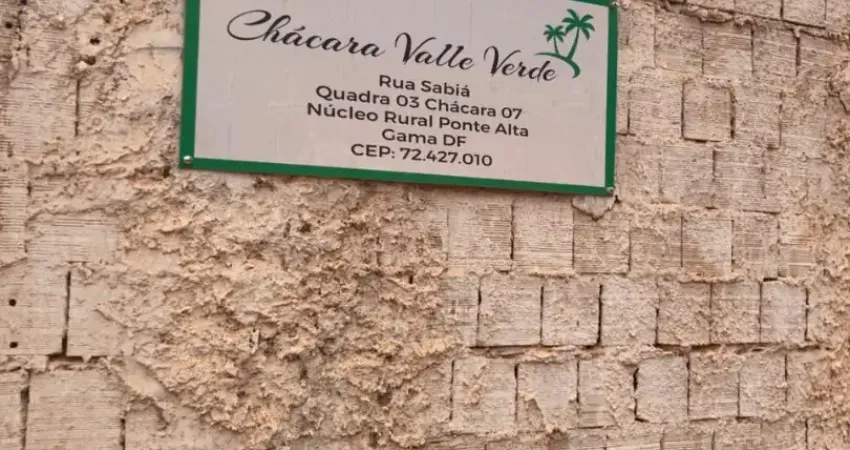 Chácara Valle Verde
Rua Sabiá
Quadra 03 Chácara 07
Núcleo Rural Ponte Alta
Gama DF
CEP: 72.427.010